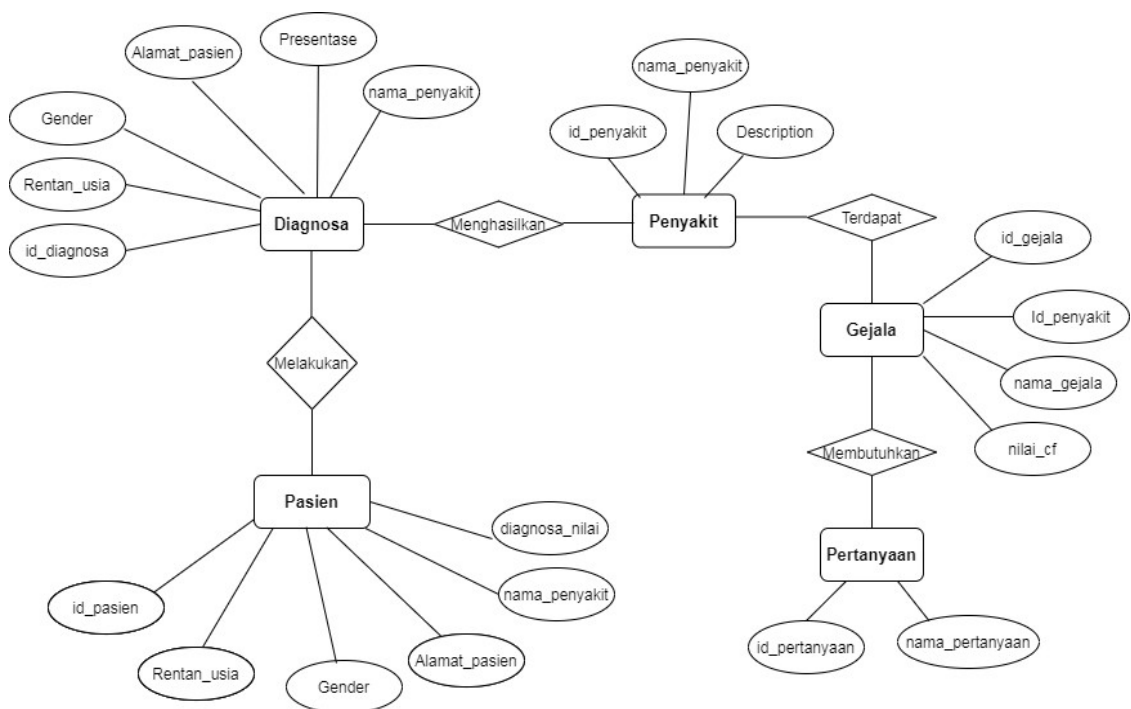 Presentase
Alamat_pasien
nama_penyakit
Gender
Rentan_usia
id_diagnosa
Diagnosa
Menghasilkan
nama_penyakit
id_penyakit
Description
Penyakit
Terdapat
id_gejala
Id_penyakit
nama_gejala
nilai_cf
Gejala
Melakukan
Membutuhkan
Pasien
diagnosa_nilai
nama_penyakit
Alamat_pasien
Gender
Rentan_usia
id_pasien
Pertanyaan
id_pertanyaan
nama_pertanyaan